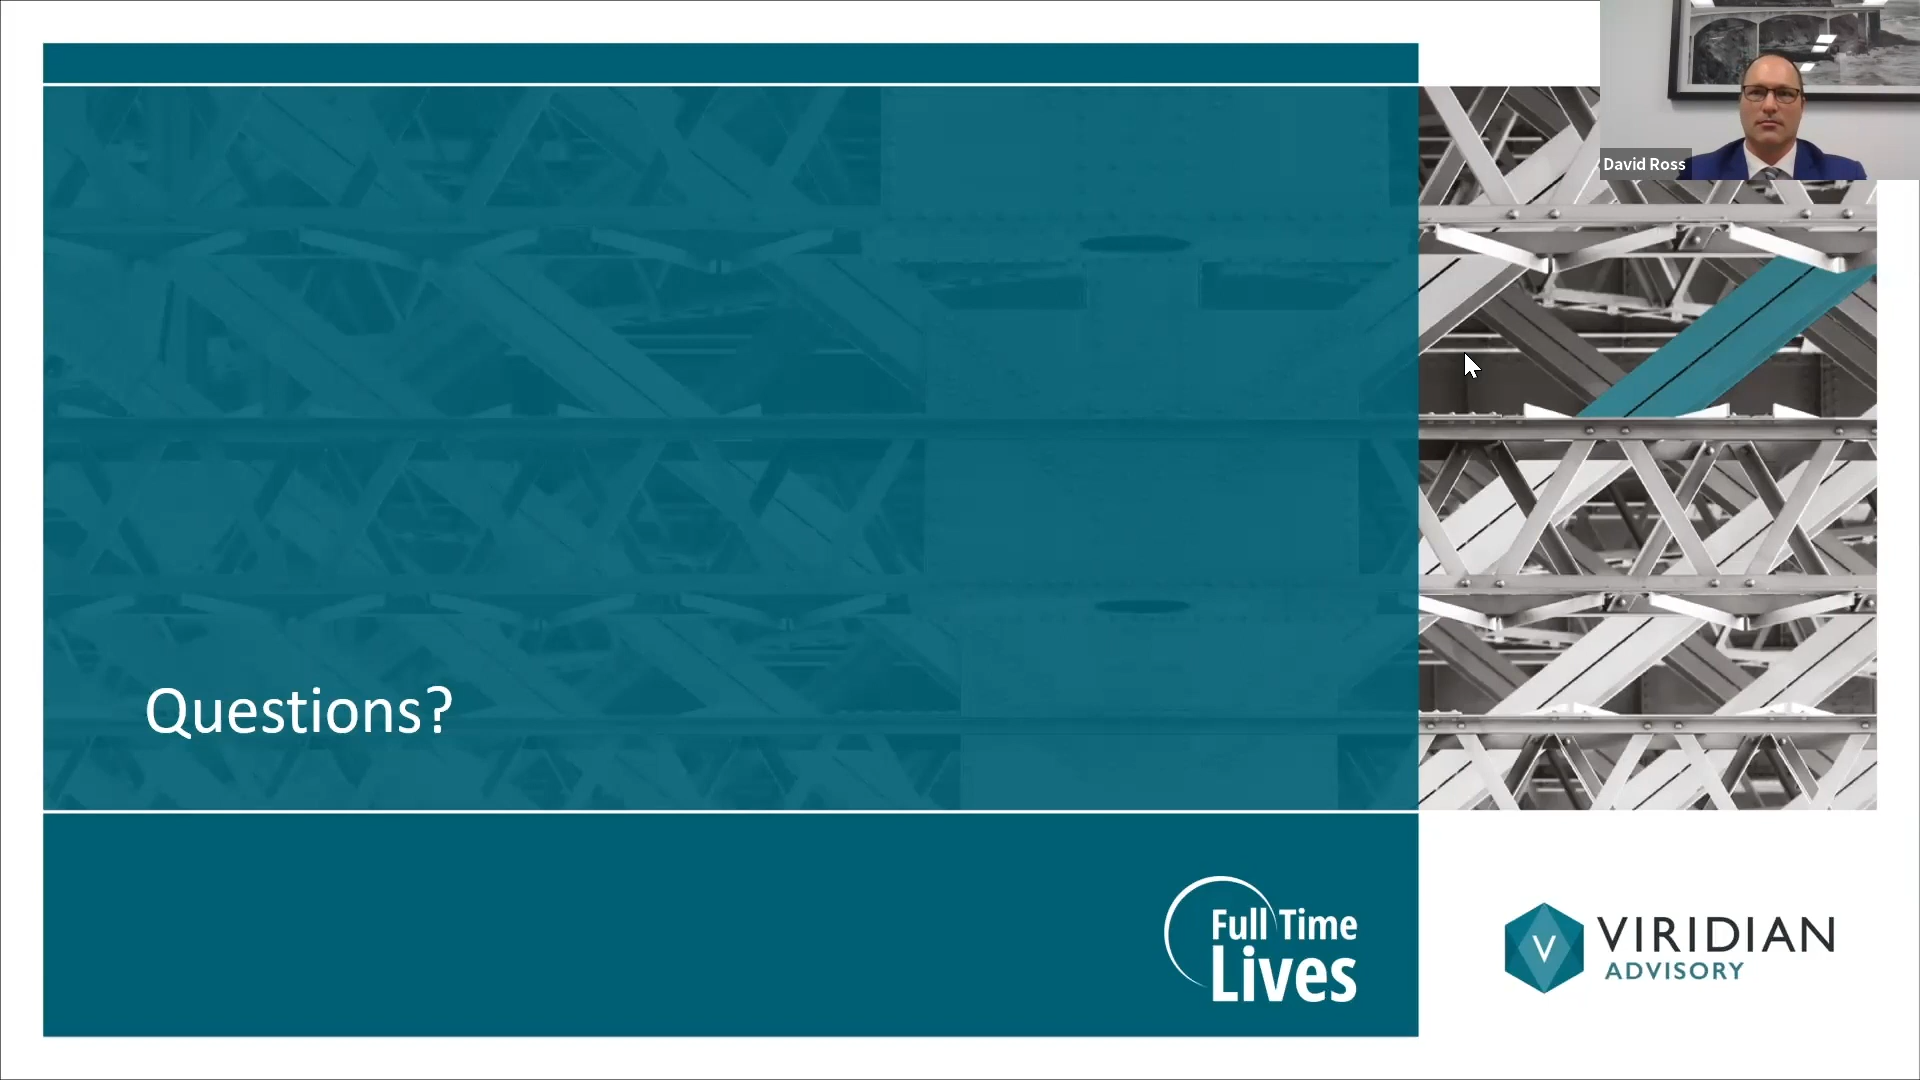 David Ross
Questions?
Full Time
Lives
V
VIRIDIAN
ADVISORY